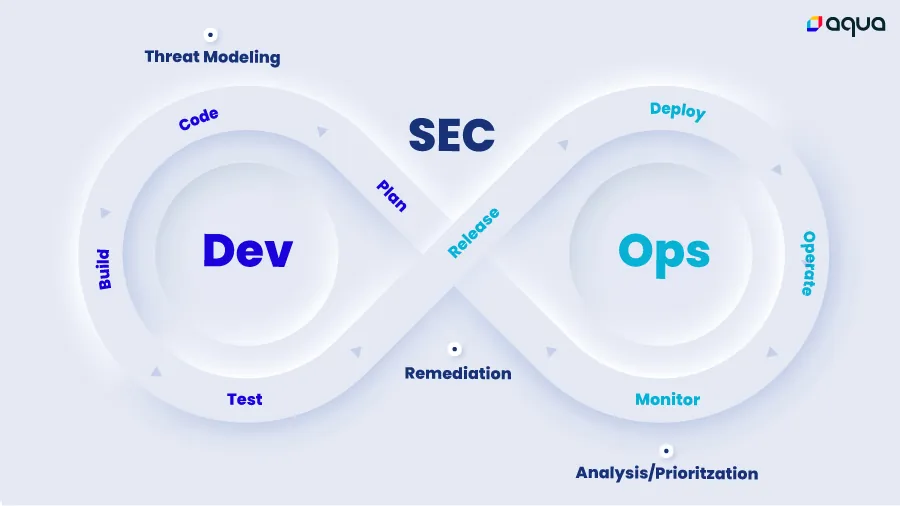 aqua
Threat Modeling
Code
Deploy
SEC
Plan
Release
Dev
Ops
Build
Operate
Remediation
Test
Monitor
Analysis/Prioritzation